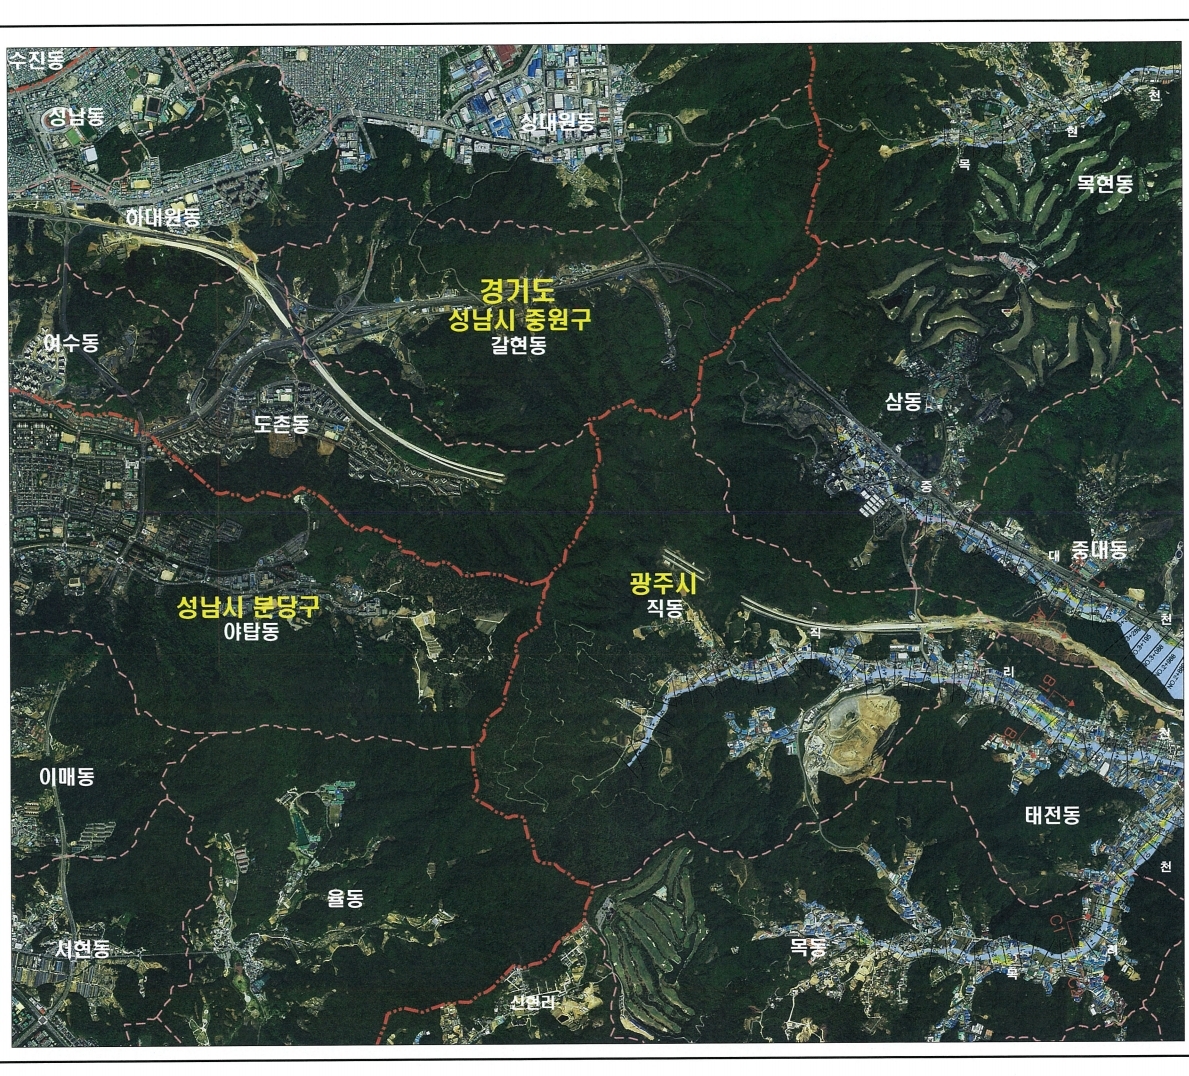 수진동
성남동
상대원동
천
현
목
목현동
하대원동
경기도
성남시 중원구
갈현동
여수동
삼동
도촌동
중
대
중대동
성남시 분당구
야탑동
광주시
직동
천
직
리
천
이매동
태전동
천
율동
서현동
목동
목
신현리